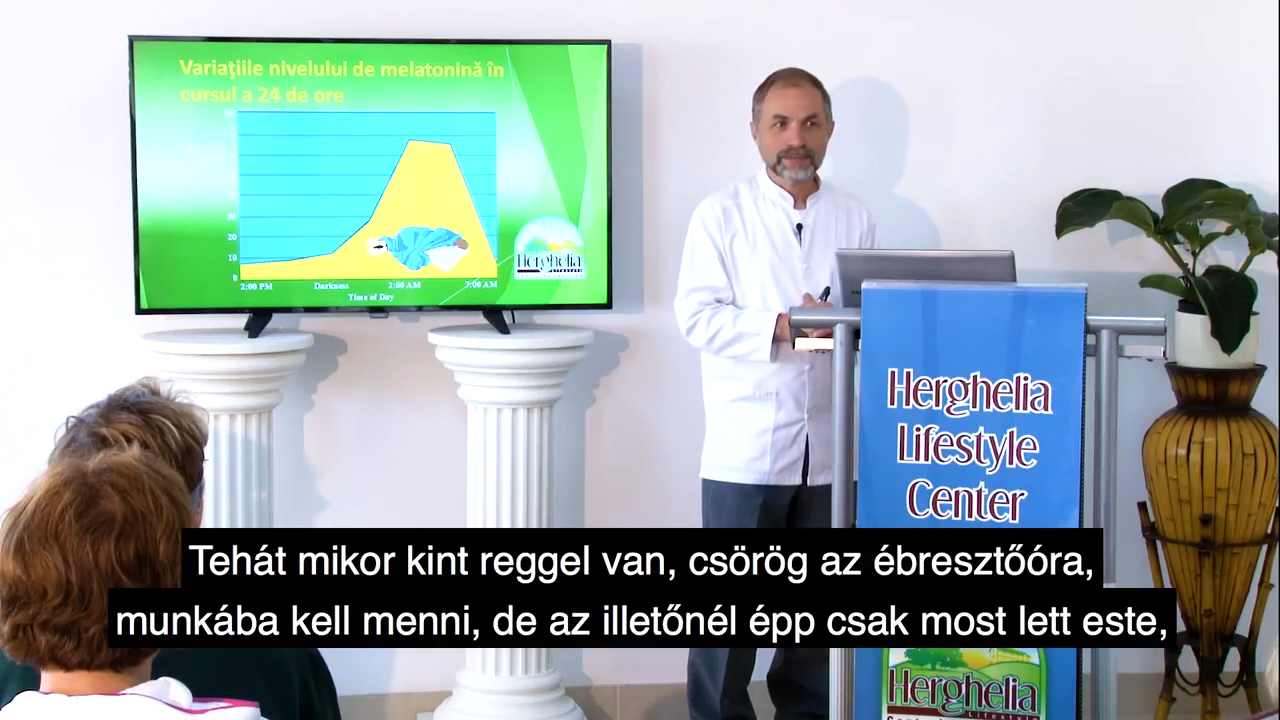 Variaţiile nivelului de melatonină în
cursul a 24 de ore
20
10
0
2:00 PM Darkness 2:00 AM 7:00 AM
Time of Day
Herghelia
Herghelia
Lifestyle
Center
Tehát mikor kint reggel van, csörög az ébresztőóra,
munkába kell menni, de az illetőnél épp csak most lett este,
Herghelia
Lifestyle